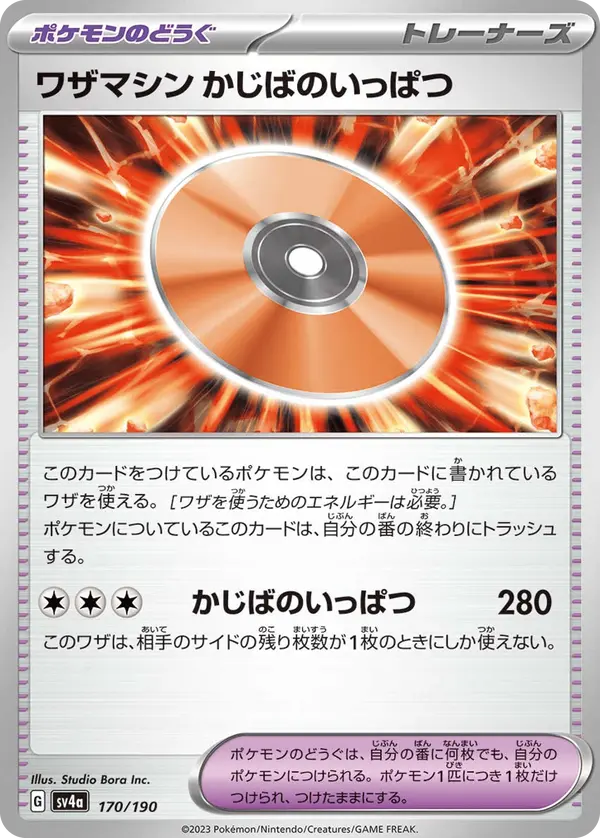 ポケモンのどうぐ
トレーナーズ
ワザマシン かじばのいっぱつ
このカードをつけているポケモンは、このカードに書かれている
ワザを使える。[ワザを使うためのエネルギーは必要。]
ポケモンについているこのカードは、自分の番の終わりにトラッシュ
する。
かじばのいっぱつ 280
このワザは、相手のサイドの残り枚数が1枚のときにしか使えない。
ポケモンのどうぐは、自分の番に何枚でも、自分の
ポケモンにつけられる。ポケモン1匹につき1枚だけ
つけられ、つけたままにする。
Illus. Studio Bora Inc.
G sv4a 170/190
©2023 Pokémon/Nintendo/Creatures/GAME FREAK.